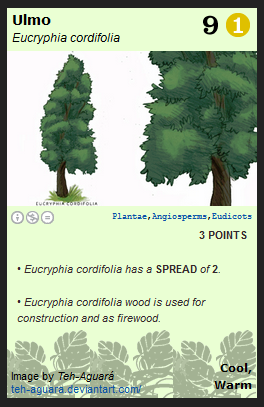 Ulmo
Eucryphia cordifolia
9 1
EUCRYPHIA CORDIFOLIA
Plantae,Angiosperms,Eudicots
3 POINTS
• Eucryphia cordifolia has a SPREAD of 2.
• Eucryphia cordifolia wood is used for
construction and as firewood.
Image by Teh-Aguará
teh-aguara.deviantart.com/
Cool,
Warm